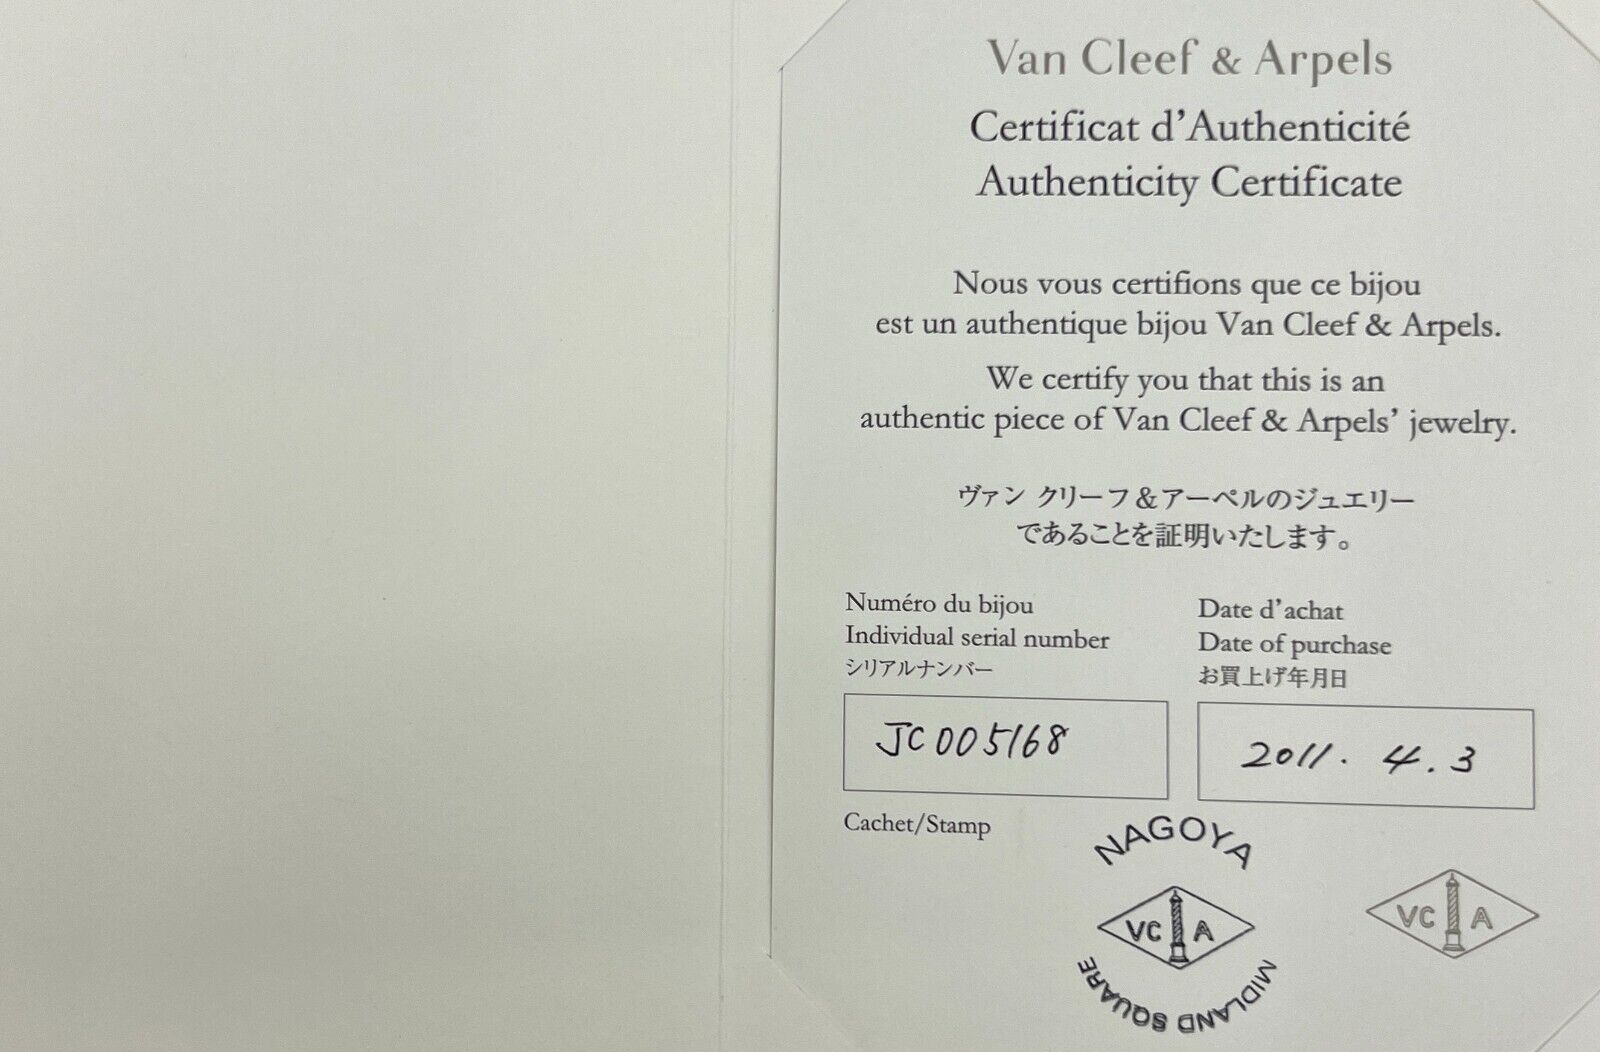 Van Cleef & Arpels
Certificat d'Authenticité
Authenticity Certificate
Nous vous certifions que ce bijou
est un authentique bijou Van Cleef & Arpels.
We certify you that this is an
authentic piece of Van Cleef & Arpels' jewelry.
ヴァン クリーフ&アーペルのジュエリー
であることを証明いたします。
Numéro du bijou
Individual serial number
シリアルナンバー
JC005168
Date d'achat
Date of purchase
お買上げ年月日
2011. 4. 3
Cachet/Stamp
NAGOYA
VC A
MIDLAND SQUARE
VC A